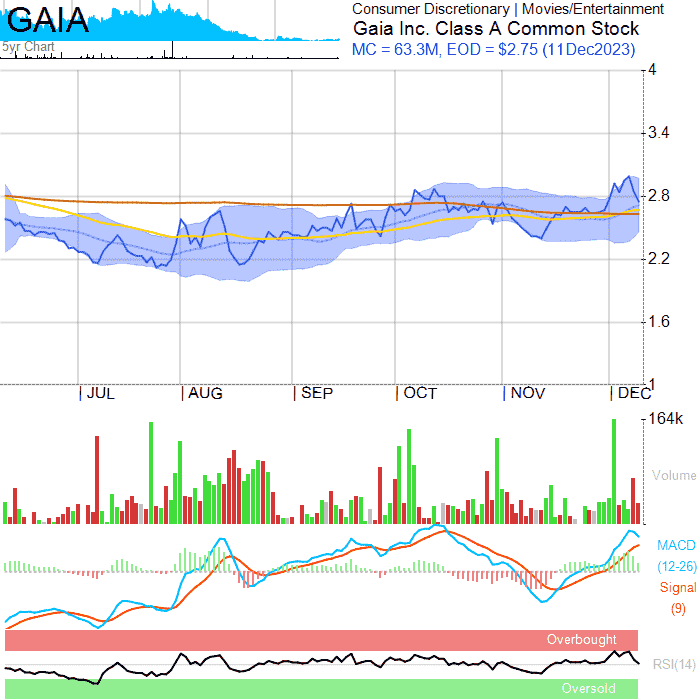 GAIA
5yr Chart
Consumer Discretionary | Movies/Entertainment
Gaia Inc. Class A Common Stock
MC = 63.3M, EOD = $2.75 (11Dec2023)
4
3.4
2.8
2.2
1.6
1
JUL AUG SEP OCT NOV DEC
164k
Volume
MACD
(12-26)
Signal
(9)
Overbought
RSI(14)
Oversold